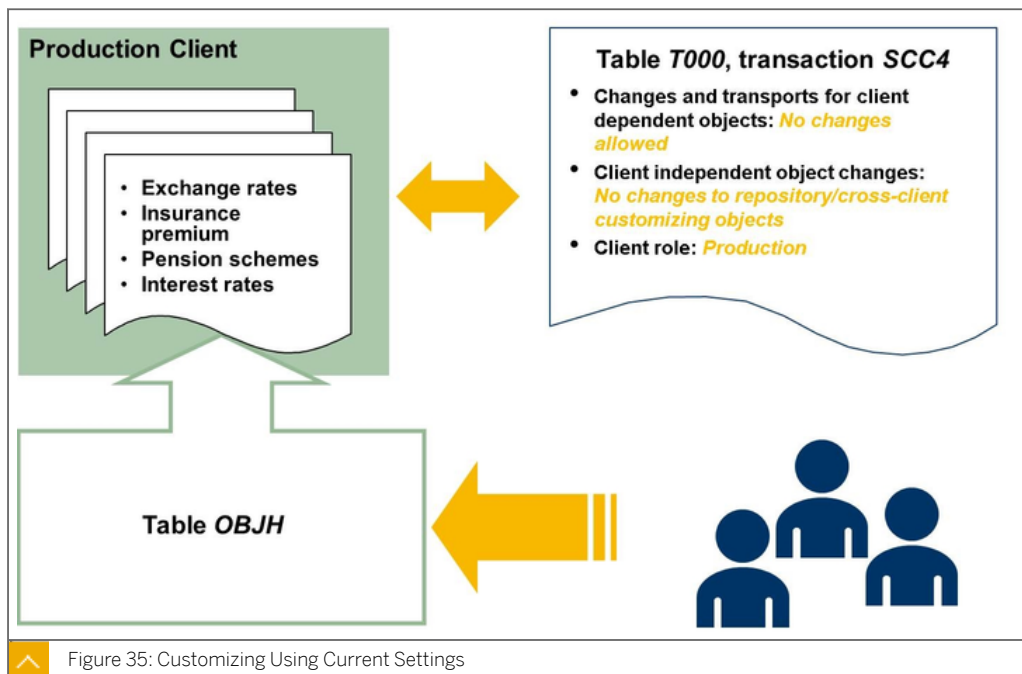 Production Client
• Exchange rates
• Insurance
premium
• Pension schemes
• Interest rates
Table T000, transaction SCC4
• Changes and transports for client
dependent objects: No changes
allowed
• Client independent object changes:
No changes to repository/cross-client
customizing objects
• Client role: Production
Table OBJH
Figure 35: Customizing Using Current Settings